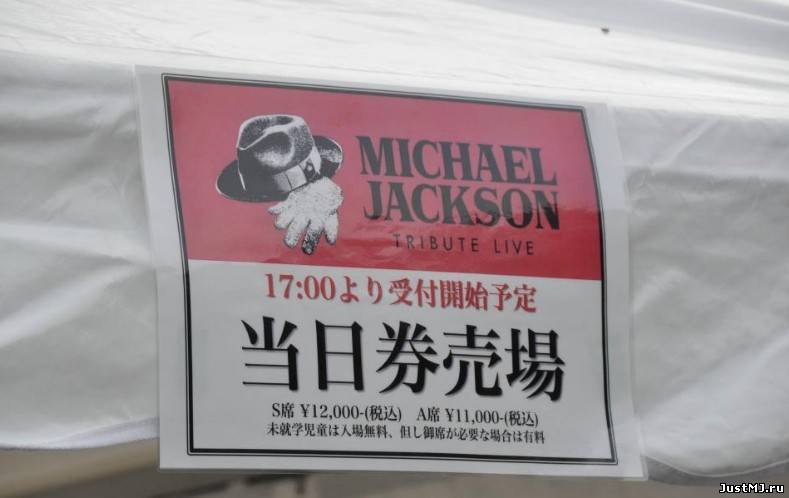 MICHAEL
JACKSON
TRIBUTE LIVE
17:00より受付開始予定
当日券売場
S席 ¥12,000-(税込) A席 ¥11,000-(税込)
未就学児童は入場無料、但し御席が必要な場合は有料
JustMJ.ru